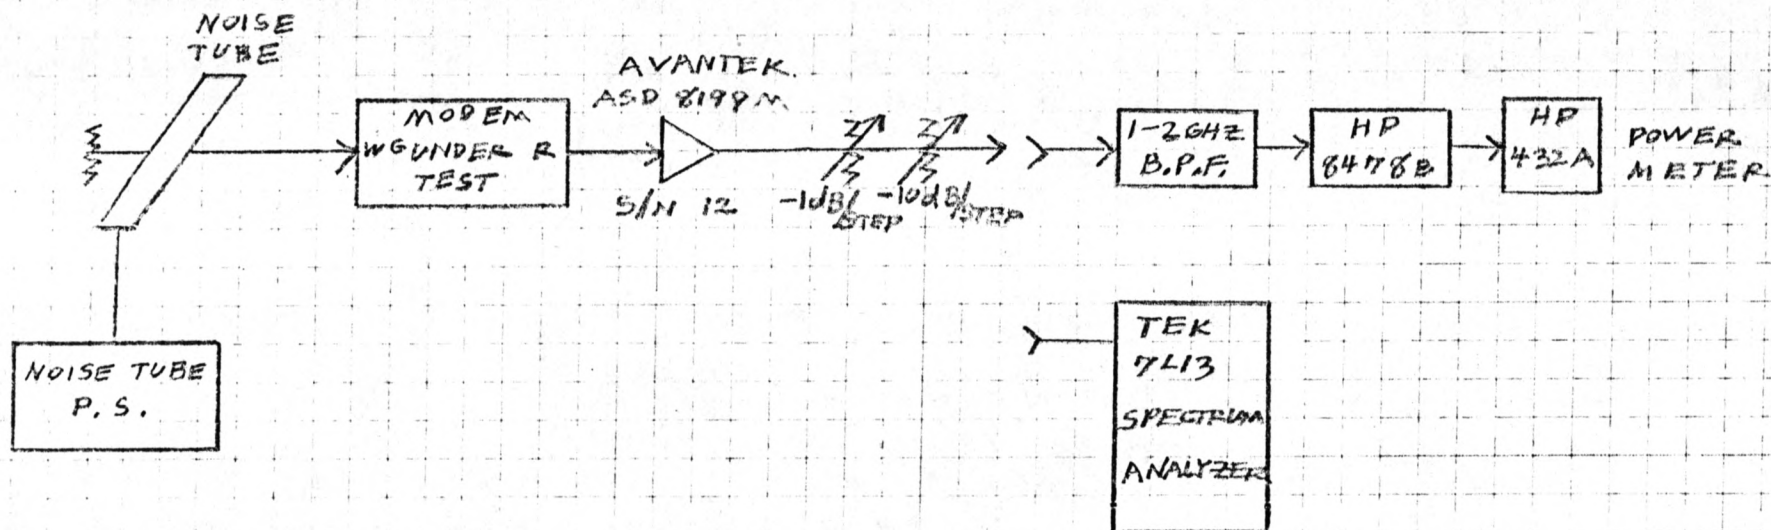 NOISE
TUBE
MODEM
WG UNDER R
TEST
AVANTEK.
ASD 8199M
S/N 12
-1dB/
STEP
-10dB/
STEP
1-2GHZ
B.P.F.
HP
8478B
HP
432A
POWER
METER
NOISE TUBE
P.S.
TEK
7L13
SPECTRUM
ANALYZER